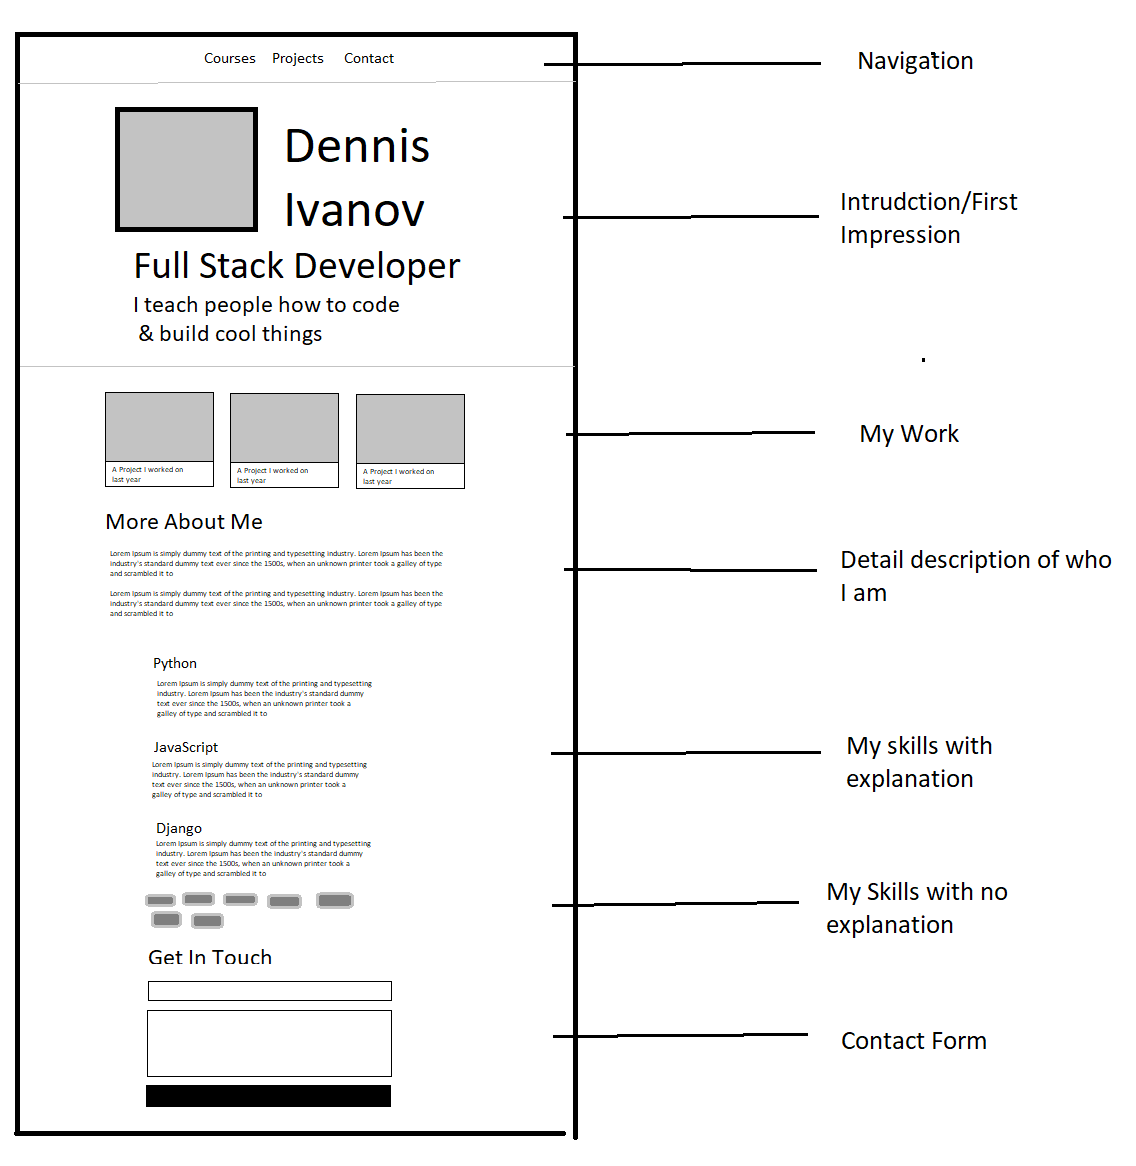 Courses Projects Contact
Navigation
Dennis
Ivanov
Intrudction/First
Impression
Full Stack Developer
I teach people how to code
& build cool things
A Project I worked on
last year
A Project I worked on
last year
A Project I worked on
last year
My Work
More About Me
Lorem Ipsum is simply dummy text of the printing and typesetting industry. Lorem Ipsum has been the
industry's standard dummy text ever since the 1500s, when an unknown printer took a galley of type
and scrambled it to
Lorem Ipsum is simply dummy text of the printing and typesetting industry. Lorem Ipsum has been the
industry's standard dummy text ever since the 1500s, when an unknown printer took a galley of type
and scrambled it to
Detail description of who
I am
Python
Lorem Ipsum is simply dummy text of the printing and typesetting
industry. Lorem Ipsum has been the industry's standard dummy
text ever since the 1500s, when an unknown printer took a
galley of type and scrambled it to
JavaScript
Lorem Ipsum is simply dummy text of the printing and typesetting
industry. Lorem Ipsum has been the industry's standard dummy
text ever since the 1500s, when an unknown printer took a
galley of type and scrambled it to
My skills with
explanation
Django
Lorem Ipsum is simply dummy text of the printing and typesetting
industry. Lorem Ipsum has been the industry's standard dummy
text ever since the 1500s, when an unknown printer took a
galley of type and scrambled it to
My Skills with no
explanation
Get In Touch
Contact Form